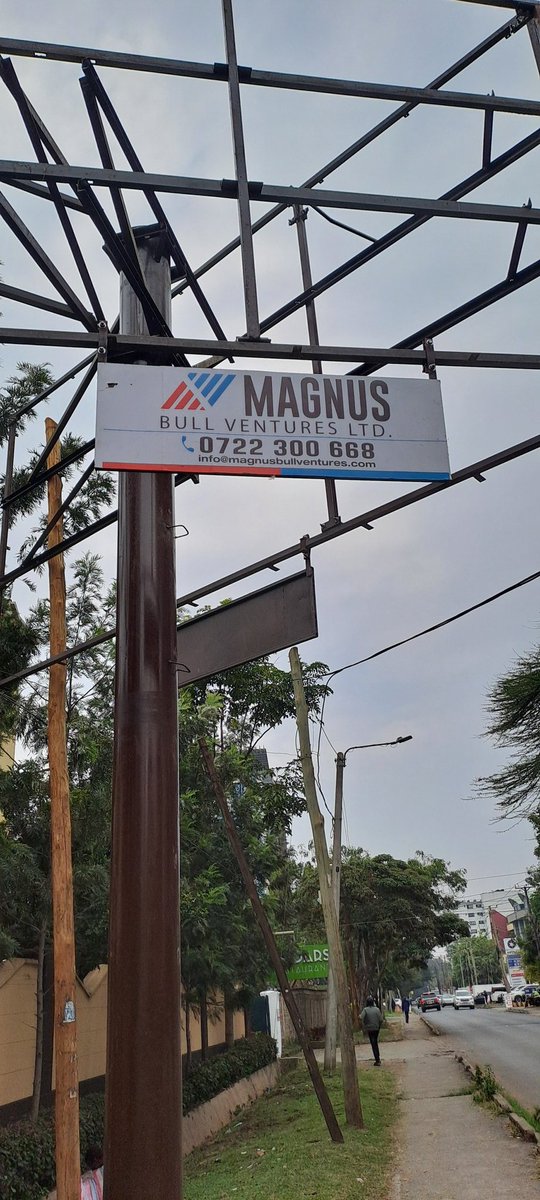 MAGNUS
BULL VENTURES LTD.
0722 300 668
info@magnusbullventures.com